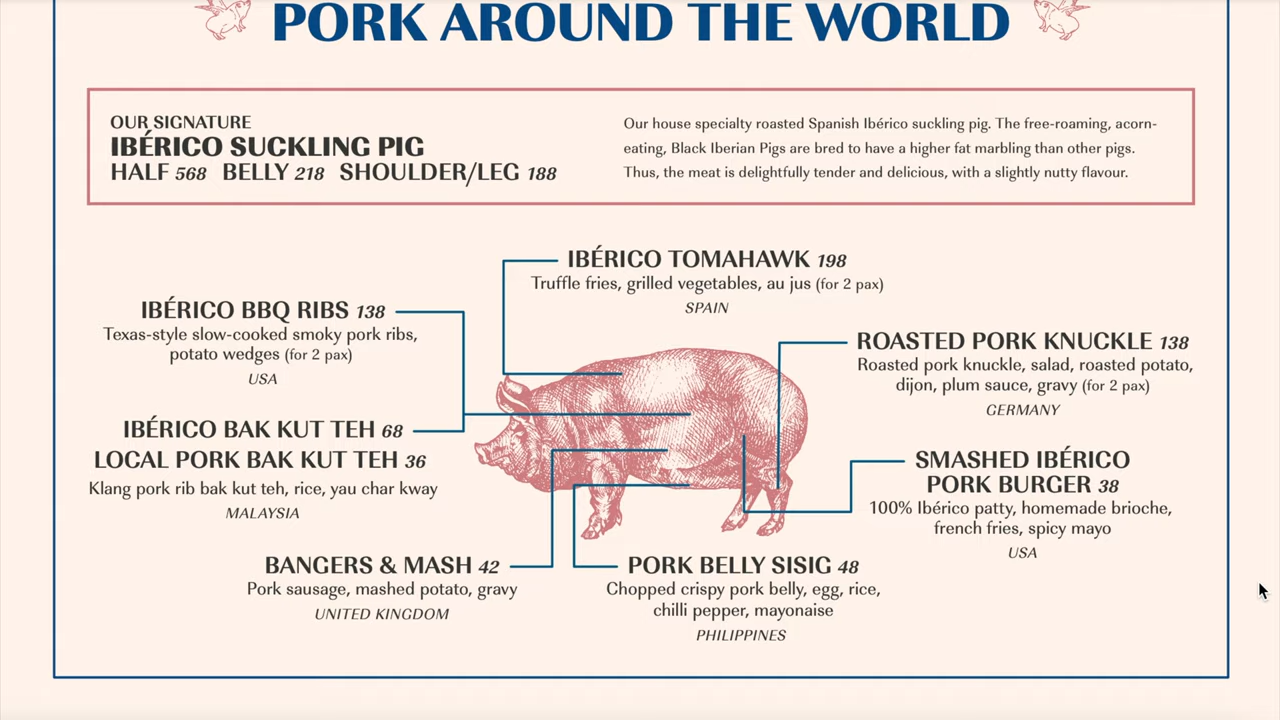 PORK AROUND THE WORLD
OUR SIGNATURE
IBÉRICO SUCKLING PIG
HALF 568 BELLY 218 SHOULDER/LEG 188
Our house specialty roasted Spanish Ibérico suckling pig. The free-roaming, acorn-
eating, Black Iberian Pigs are bred to have a higher fat marbling than other pigs.
Thus, the meat is delightfully tender and delicious, with a slightly nutty flavour.
IBÉRICO TOMAHAWK 198
Truffle fries, grilled vegetables, au jus (for 2 pax)
SPAIN
IBÉRICO BBQ RIBS 138
Texas-style slow-cooked smoky pork ribs,
potato wedges (for 2 pax)
USA
ROASTED PORK KNUCKLE 138
Roasted pork knuckle, salad, roasted potato,
dijon, plum sauce, gravy (for 2 pax)
GERMANY
IBÉRICO BAK KUT TEH 68
LOCAL PORK BAK KUT TEH 36
Klang pork rib bak kut teh, rice, yau char kway
MALAYSIA
SMASHED IBÉRICO
PORK BURGER 38
100% Ibérico patty, homemade brioche,
french fries, spicy mayo
USA
BANGERS & MASH 42
Pork sausage, mashed potato, gravy
UNITED KINGDOM
PORK BELLY SISIG 48
Chopped crispy pork belly, egg, rice,
chilli pepper, mayonaise
PHILIPPINES